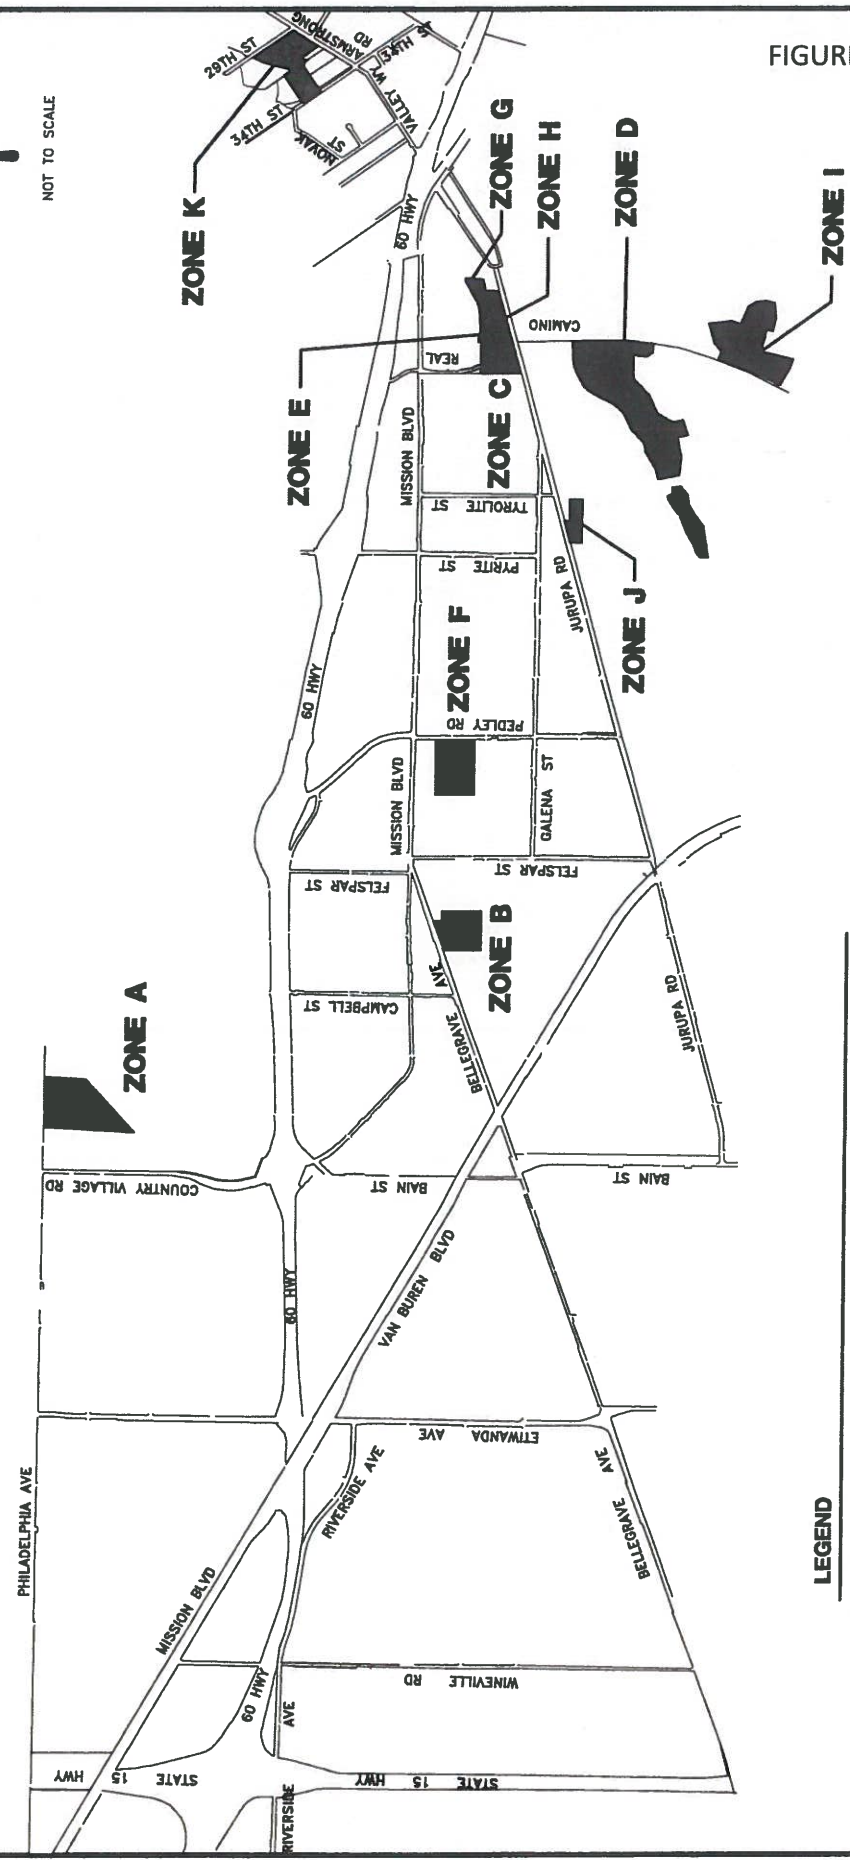 FIGURE
NOT TO SCALE
29TH ST
ARMSTRONG RD
34TH ST
34TH ST
VALLEY WY
NOVAK ST
ZONE K
ZONE G
ZONE H
ZONE D
ZONE I
60 HWY
CAMINO
REAL
ZONE E
ZONE C
MISSION BLVD
TYROLITE ST
PYRITE ST
JURUPA RD
ZONE J
ZONE F
60 HWY
PEDLEY RD
MISSION BLVD
GALENA ST
FELSPAR ST
FELSPAR ST
ZONE B
ZONE A
CAMPBELL ST
BELLEGRAVE AVE
JURUPA RD
COUNTRY VILLAGE RD
BAIN ST
BAIN ST
60 HWY
VAN BUREN BLVD
ETIWANDA AVE
RIVERSIDE AVE
BELLEGRAVE AVE
PHILADELPHIA AVE
MISSION BLVD
WINEVILLE RD
60 HWY
RIVERSIDE AVE
STATE 15 HWY
STATE 15 HWY
LEGEND